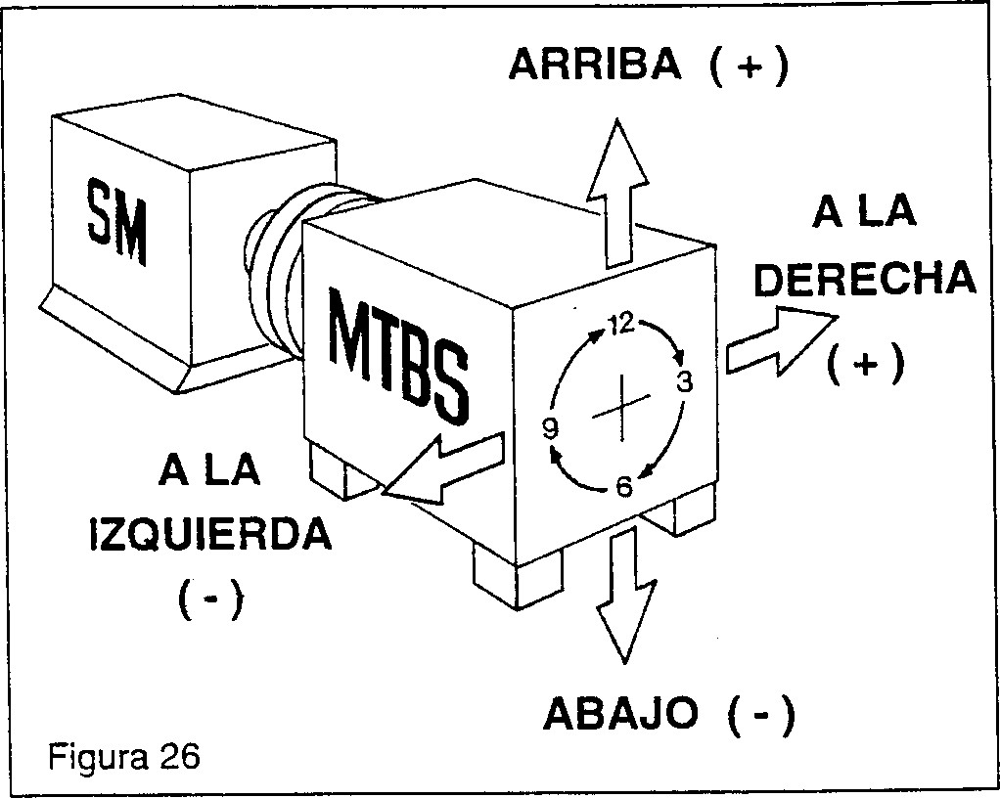 ARRIBA (+)
A LA
DERECHA
(+)
SM
MTBS
12
3
6
9
A LA
IZQUIERDA
(-)
ABAJO (-)
Figura 26